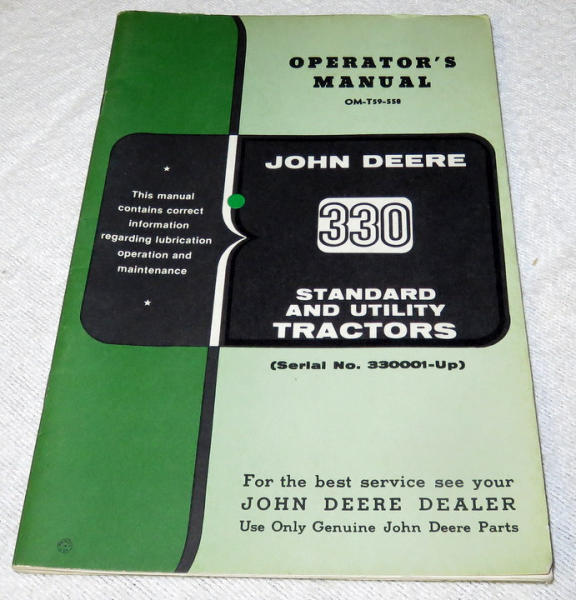 OPERATOR'S
MANUAL
OM-T59-558
JOHN DEERE
330
STANDARD
AND UTILITY
TRACTORS
(Serial No. 330001-Up)
★
This manual
contains correct
information
regarding lubrication
operation and
maintenance
★
For the best service see your
JOHN DEERE DEALER
Use Only Genuine John Deere Parts